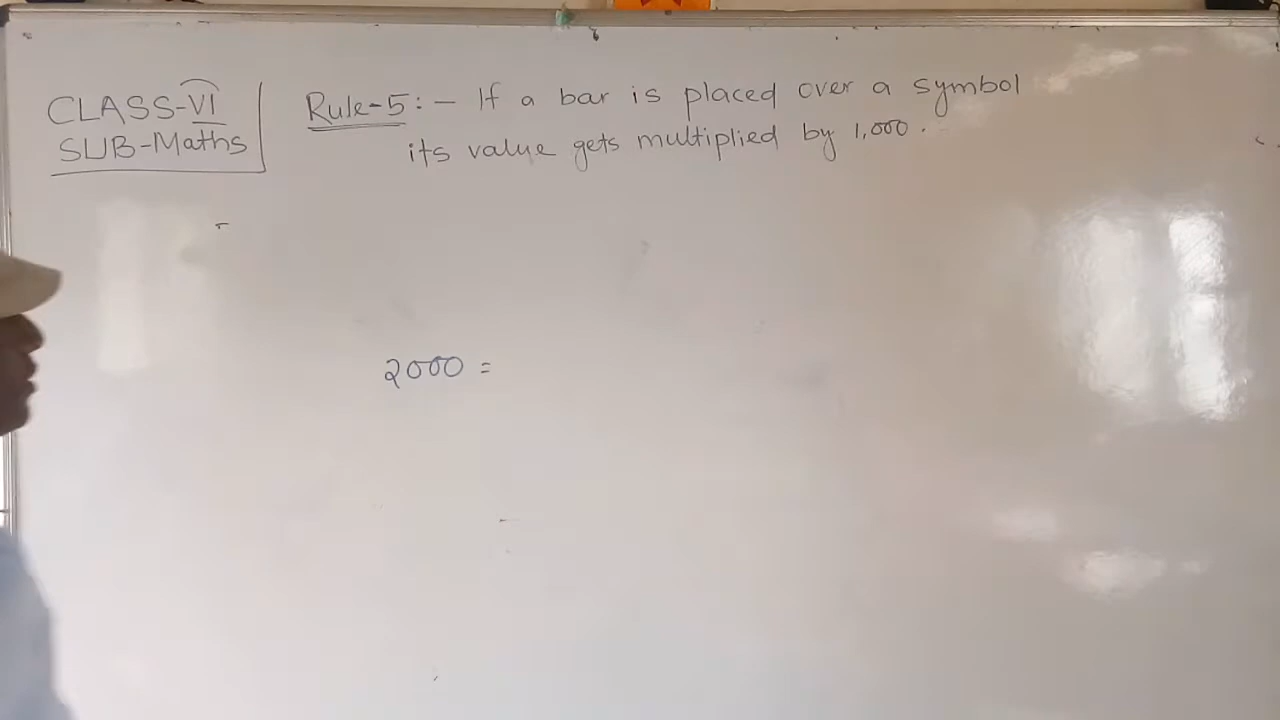 CLASS-VI
SUB-Maths
Rule-5:- If a bar is placed over a symbol
its value gets multiplied by 1,000.
2000 =